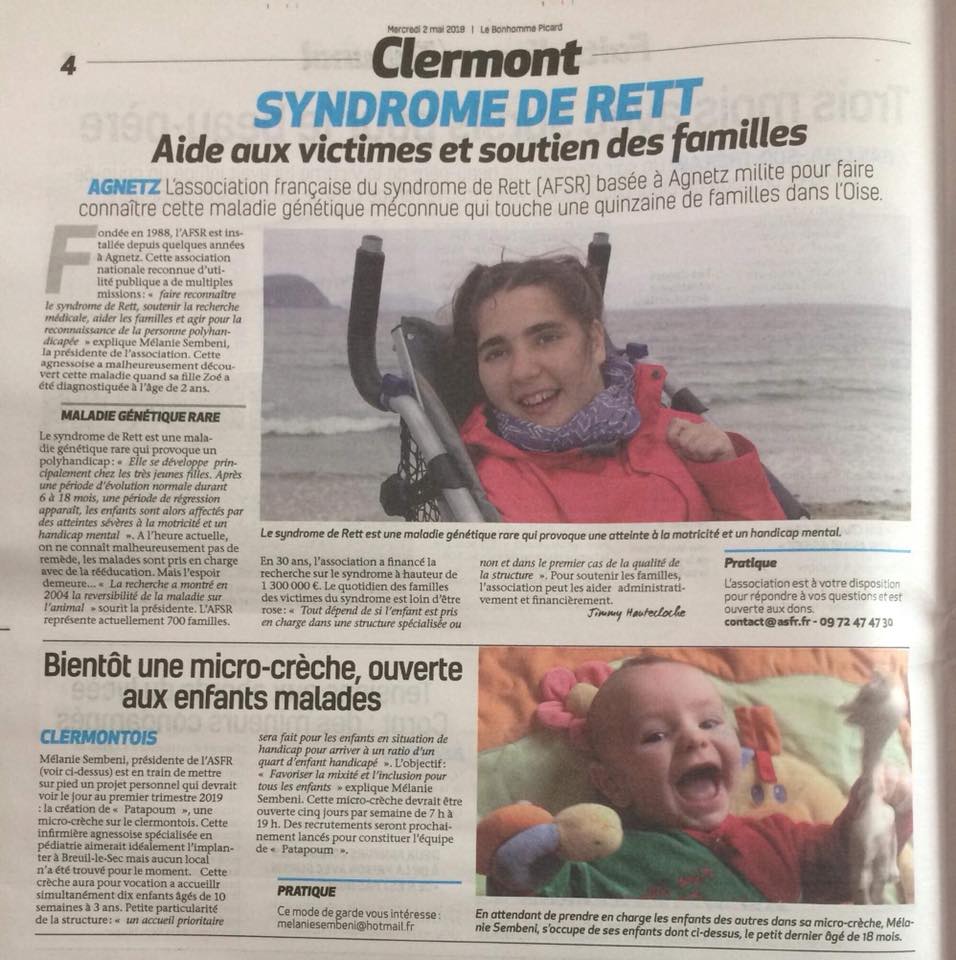 Mercredi 2 mai 2018 | Le Bonhomme Picard
4
Clermont
SYNDROME DE RETT
Aide aux victimes et soutien des familles
AGNETZ L'association française du syndrome de Rett (AFSR) basée à Agnetz milite pour faire
connaître cette maladie génétique méconnue qui touche une quinzaine de familles dans l'Oise.
Fondée en 1988, l'AFSR est ins-
tallée depuis quelques années
à Agnetz. Cette association
nationale reconnue d'uti-
lité publique a de multiples
missions : « faire reconnaître
le syndrome de Rett, soutenir la recherche
médicale, aider les familles et agir pour la
reconnaissance de la personne polyhan-
dicapée » explique Mélanie Sembeni,
la présidente de l'association. Cette
agnessoise a malheureusement décou-
vert cette maladie quand sa fille Zoé a
été diagnostiquée à l'âge de 2 ans.
MALADIE GÉNÉTIQUE RARE
Le syndrome de Rett est une mala-
die génétique rare qui provoque un
polyhandicap : « Elle se développe prin-
cipalement chez les très jeunes filles. Après
une période d'évolution normale durant
6 à 18 mois, une période de régression
apparaît, les enfants sont alors affectés par
des atteintes sévères à la motricité et un
handicap mental ». A l'heure actuelle,
on ne connaît malheureusement pas de
remède, les malades sont pris en charge
avec de la rééducation. Mais l'espoir
demeure... « La recherche a montré en
2004 la reversibilité de la maladie sur
l'animal » sourit la présidente. L'AFSR
représente actuellement 700 familles.
Le syndrome de Rett est une maladie génétique rare qui provoque une atteinte à la motricité et un handicap mental.
En 30 ans, l'association a financé la
recherche sur le syndrome à hauteur de
1 300 000 €. Le quotidien des familles
des victimes du syndrome est loin d'être
rose : « Tout dépend de si l'enfant est pris
en charge dans une structure spécialisée ou
non et dans le premier cas de la qualité de
la structure ». Pour soutenir les familles,
l'association peut les aider administrati-
vement et financièrement.
Jimmy Hautecloche
Pratique
L'association est à votre disposition
pour répondre à vos questions et est
ouverte aux dons.
contact@asfr.fr - 09 72 47 47 30
Bientôt une micro-crèche, ouverte
aux enfants malades
CLERMONTOIS
Mélanie Sembeni, présidente de l'ASFR
(voir ci-dessus) est en train de mettre
sur pied un projet personnel qui devrait
voir le jour au premier trimestre 2019
: la création de « Patapoum », une
micro-crèche sur le clermontois. Cette
infirmière agnessoise spécialisée en
pédiatrie aimerait idéalement l'implan-
ter à Breuil-le-Sec mais aucun local
n'a été trouvé pour le moment. Cette
crèche aura pour vocation a accueillir
simultanément dix enfants âgés de 10
semaines à 3 ans. Petite particularité
de la structure : « un accueil prioritaire
sera fait pour les enfants en situation de
handicap pour arriver à un ratio d'un
quart d'enfant handicapé ». L'objectif :
« Favoriser la mixité et l'inclusion pour
tous les enfants » explique Mélanie
Sembeni. Cette micro-crèche devrait être
ouverte cinq jours par semaine de 7 h à
19 h. Des recrutements seront prochai-
nement lancés pour constituer l'équipe
de « Patapoum ».
PRATIQUE
Ce mode de garde vous intéresse :
melaniesembeni@hotmail.fr
En attendant de prendre en charge les enfants des autres dans sa micro-crèche, Méla-
nie Sembeni, s'occupe de ses enfants dont ci-dessus, le petit dernier âgé de 18 mois.